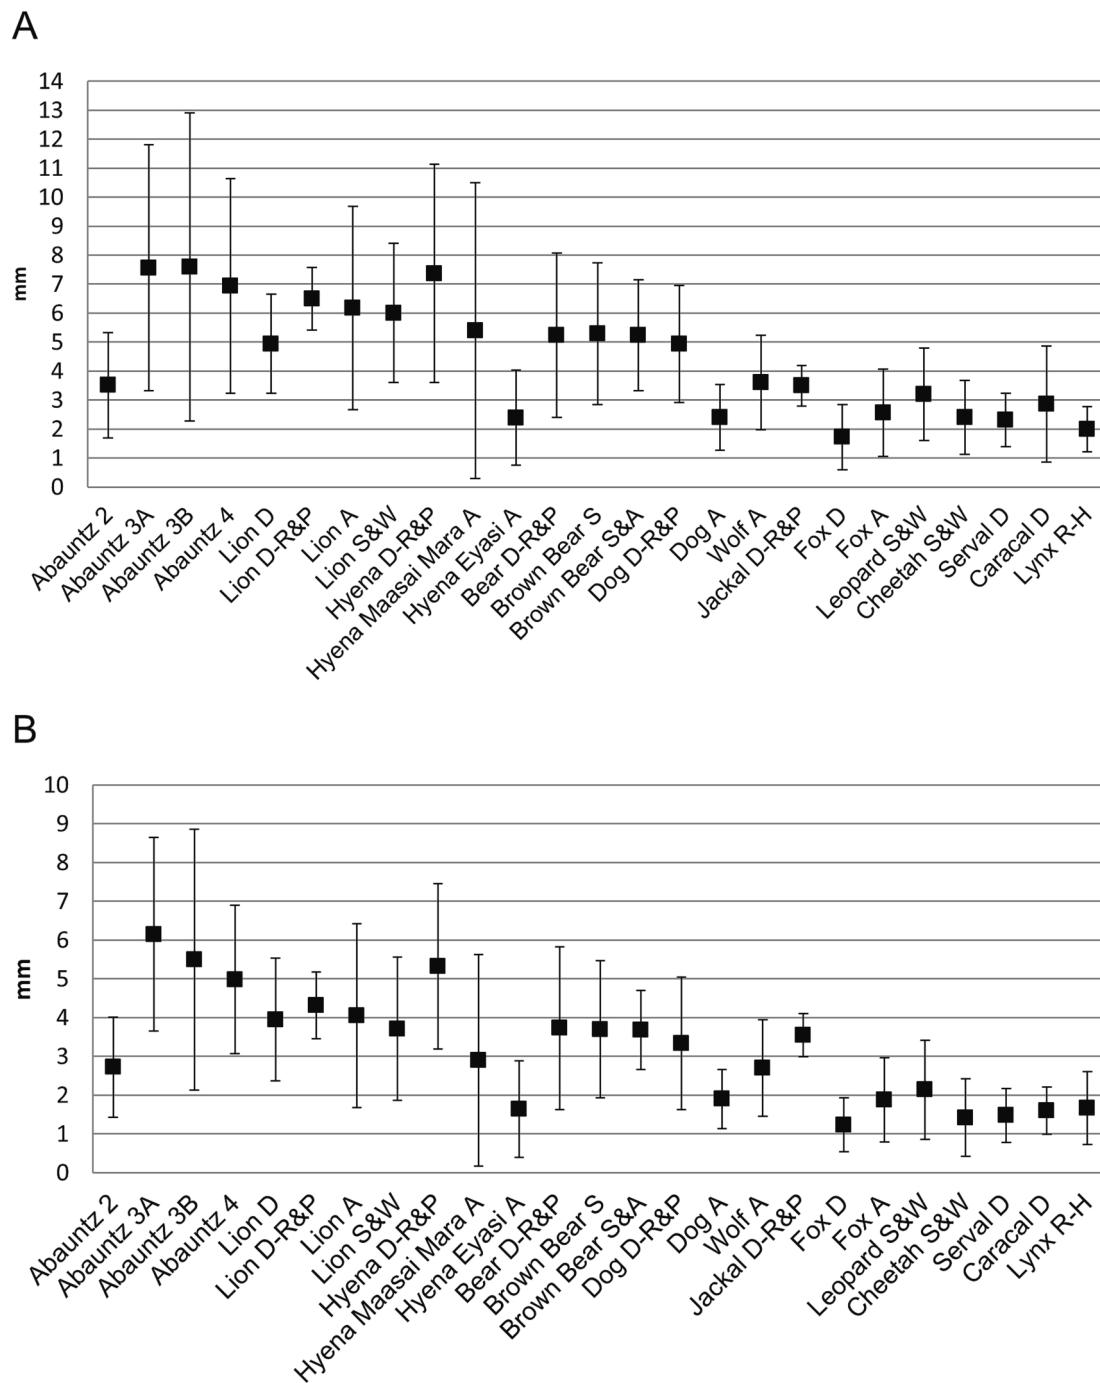 A
14
13
12
11
10
9
8
7
6
5
4
3
2
1
0
mm
Abauntz 2
Abauntz 3A
Abauntz 3B
Abauntz 4
Lion D
Lion D-R&P
Lion A
Lion S&W
Hyena D-R&P
Hyena Maasai Mara A
Hyena Eyasi A
Bear D-R&P
Brown Bear S
Brown Bear S&A
Dog D-R&P
Dog A
Wolf A
Jackal D-R&P
Fox D
Fox A
Leopard S&W
Cheetah S&W
Serval D
Caracal D
Lynx R-H
B
10
9
8
7
6
5
4
3
2
1
0
mm
Abauntz 2
Abauntz 3A
Abauntz 3B
Abauntz 4
Lion D
Lion D-R&P
Lion A
Lion S&W
Hyena D-R&P
Hyena Maasai Mara A
Hyena Eyasi A
Bear D-R&P
Brown Bear S
Brown Bear S&A
Dog D-R&P
Dog A
Wolf A
Jackal D-R&P
Fox D
Fox A
Leopard S&W
Cheetah S&W
Serval D
Caracal D
Lynx R-H